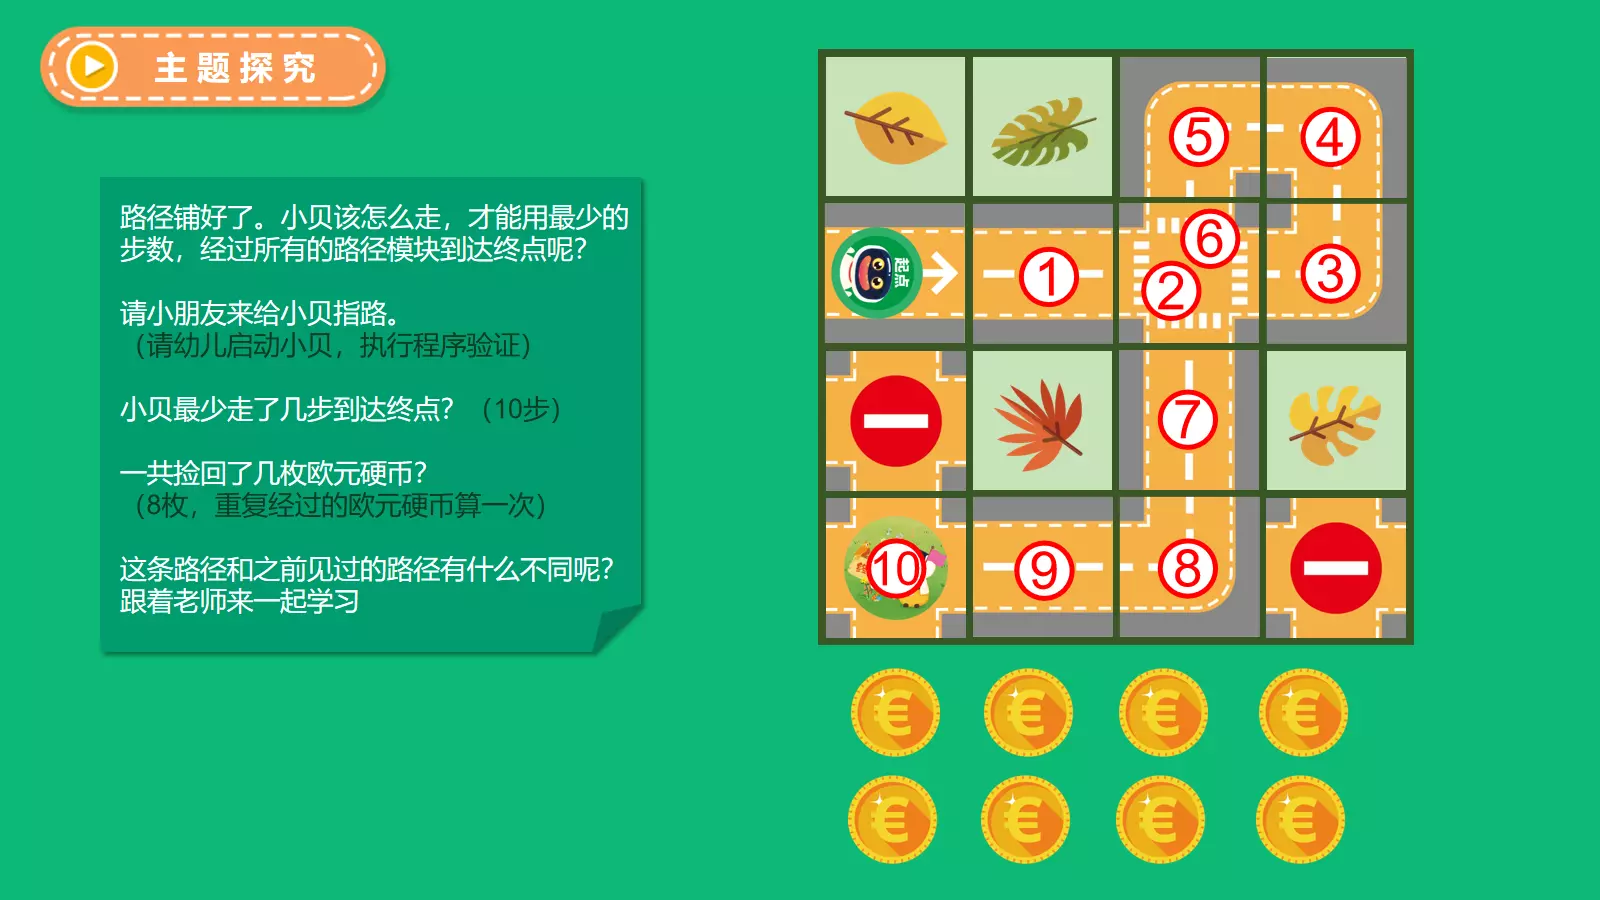 主题探究
路径铺好了。小贝该怎么走，才能用最少的
步数，经过所有的路径模块到达终点呢？
请小朋友来给小贝指路。
（请幼儿启动小贝，执行程序验证）
小贝最少走了几步到达终点？（10步）
一共捡回了几枚欧元硬币？
（8枚，重复经过的欧元硬币算一次）
这条路径和之前见过的路径有什么不同呢？
跟着老师来一起学习
5
4
起点
1
6
2
3
7
10
9
8
€ € € €
€ € € €